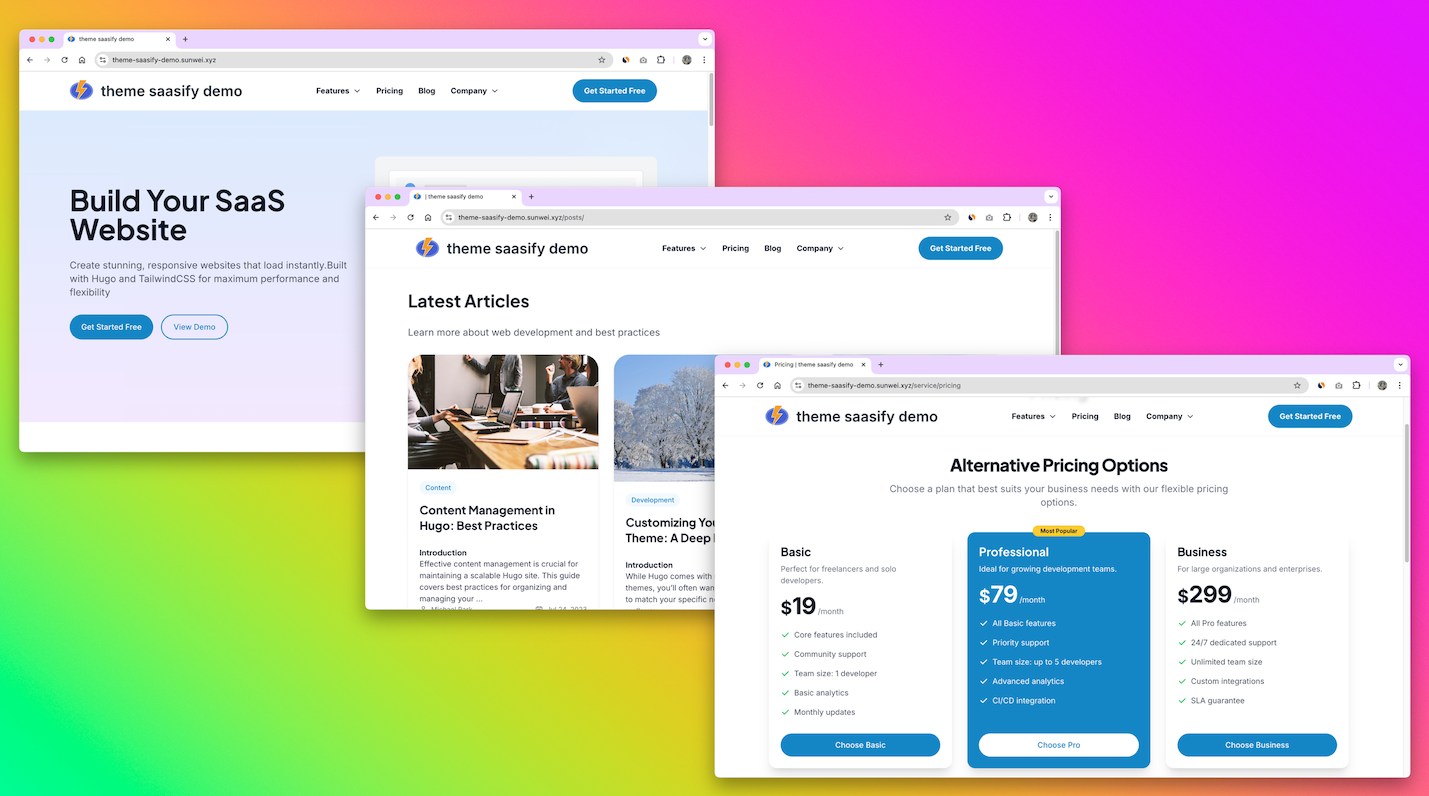 theme saasify demo
theme-saasify-demo.sunwei.xyz
theme saasify demo
Features
Pricing
Blog
Company
Get Started Free
Build Your SaaS
Website
Create stunning, responsive websites that load instantly.Built
with Hugo and TailwindCSS for maximum performance and
flexibility
Get Started Free
View Demo
| theme saasify demo
theme-saasify-demo.sunwei.xyz/posts/
theme saasify demo
Features
Pricing
Blog
Company
Get Started Free
Latest Articles
Learn more about web development and best practices
Content
Content Management in
Hugo: Best Practices
Introduction
Effective content management is crucial for
maintaining a scalable Hugo site. This guide
covers best practices for organizing and
managing your ...
Development
Customizing
Theme: A Deep
Introduction
While Hugo comes with
themes, you'll often
to match your specific
Pricing | theme saasify demo
theme-saasify-demo.sunwei.xyz/service/pricing
theme saasify demo
Features
Pricing
Blog
Company
Get Started Free
Alternative Pricing Options
Choose a plan that best suits your business needs with our flexible pricing
options.
Basic
Perfect for freelancers and solo
developers.
$19 /month
Core features included
Community support
Team size: 1 developer
Basic analytics
Monthly updates
Choose Basic
Most Popular
Professional
Ideal for growing development teams.
$79 /month
All Basic features
Priority support
Team size: up to 5 developers
Advanced analytics
CI/CD integration
Choose Pro
Business
For large organizations and enterprises.
$299 /month
All Pro features
24/7 dedicated support
Unlimited team size
Custom integrations
SLA guarantee
Choose Business